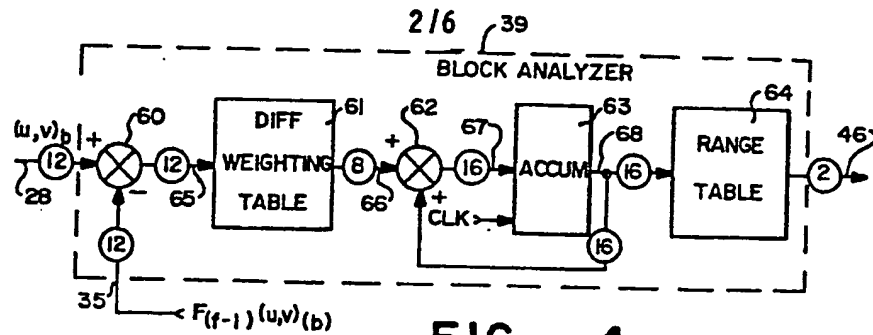 2/6
39
BLOCK ANALYZER
(u,v)b
28
12
+
60
-
12
65
DIFF
WEIGHTING
TABLE
61
8
66
+
62
+
16
67
CLK
ACCUM
63
68
16
16
RANGE
TABLE
64
2
46
12
35
F(f-1)(u,v)(b)